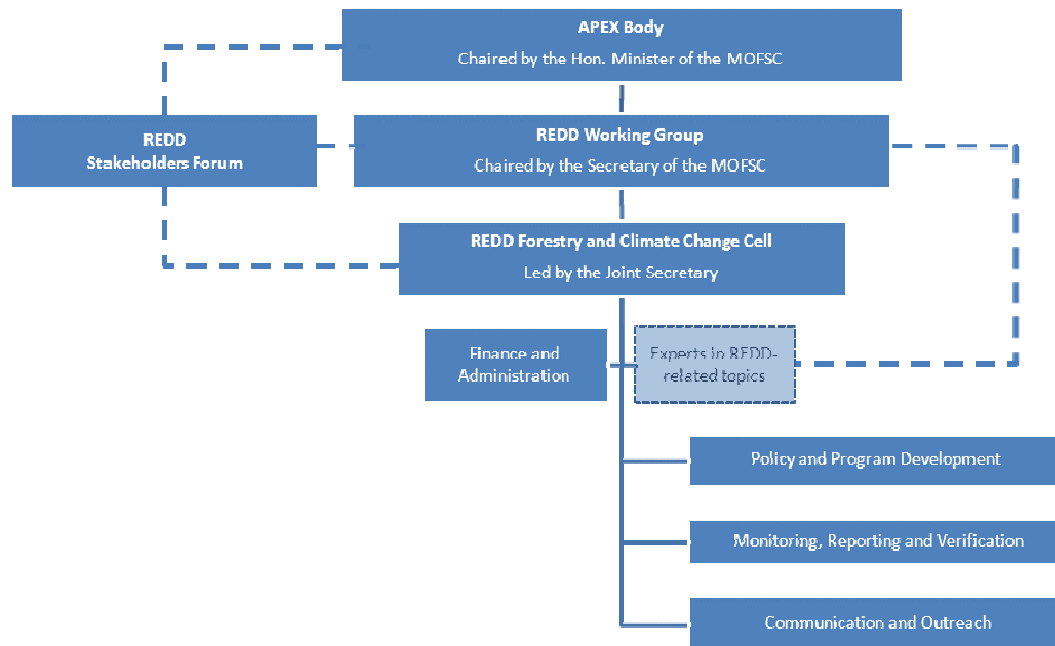 APEX Body
Chaired by the Hon. Minister of the MOFSC
REDD
Stakeholders Forum
REDD Working Group
Chaired by the Secretary of the MOFSC
REDD Forestry and Climate Change Cell
Led by the Joint Secretary
Finance and
Administration
Experts in REDD-
related topics
Policy and Program Development
Monitoring, Reporting and Verification
Communication and Outreach